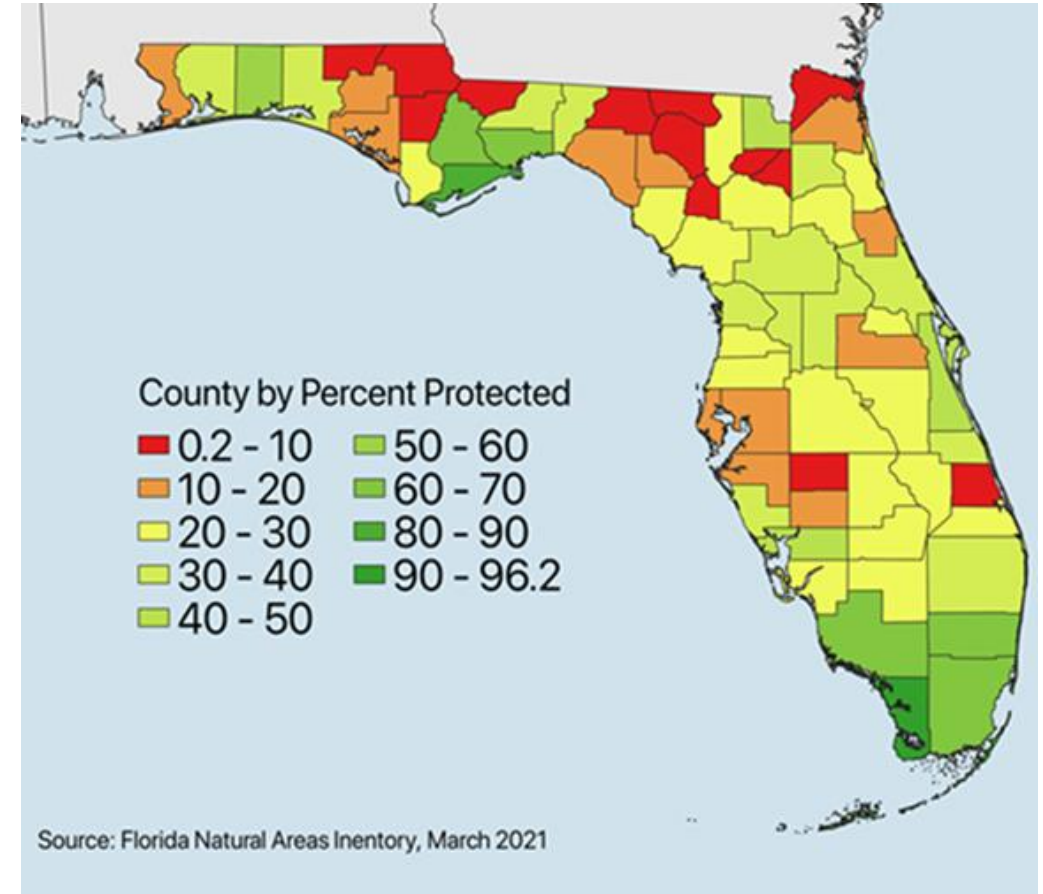 County by Percent Protected
0.2 - 10
10 - 20
20 - 30
30 - 40
40 - 50
50 - 60
60 - 70
80 - 90
90 - 96.2
Source: Florida Natural Areas Inentory, March 2021